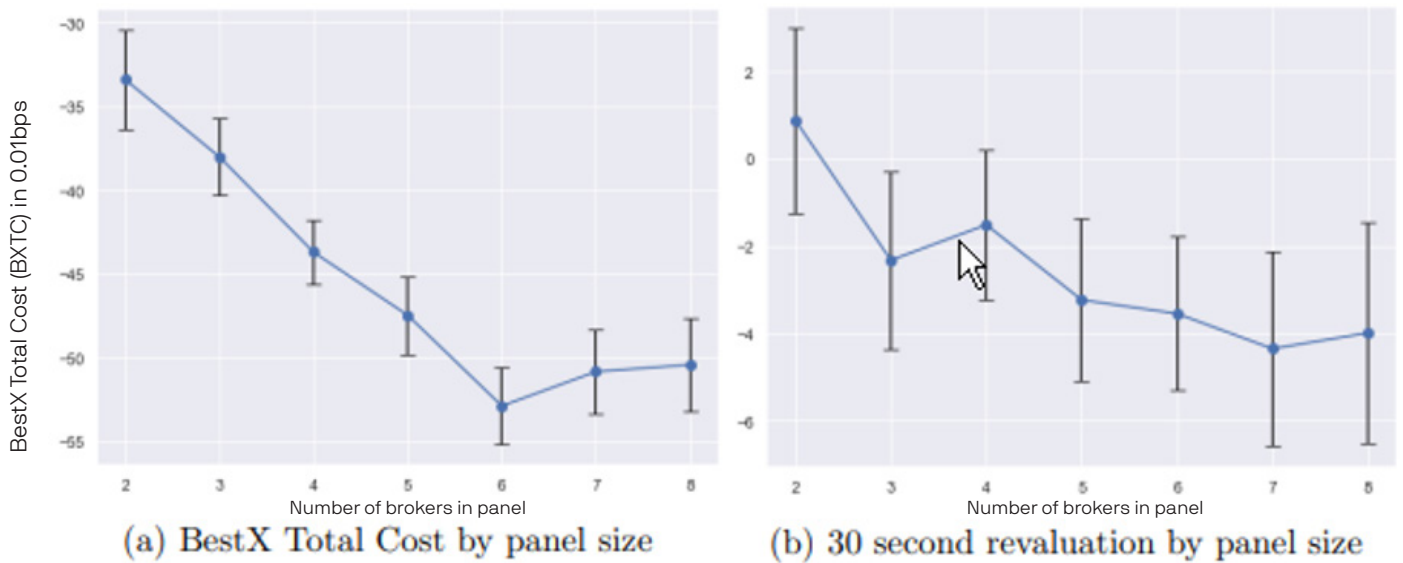 BestX Total Cost (BXTC) in 0.01bps
−30
−35
−40
−45
−50
−55
2 3 4 5 6 7 8
Number of brokers in panel
(a) BestX Total Cost by panel size
2
0
−2
−4
−6
2 3 4 5 6 7 8
Number of brokers in panel
(b) 30 second revaluation by panel size